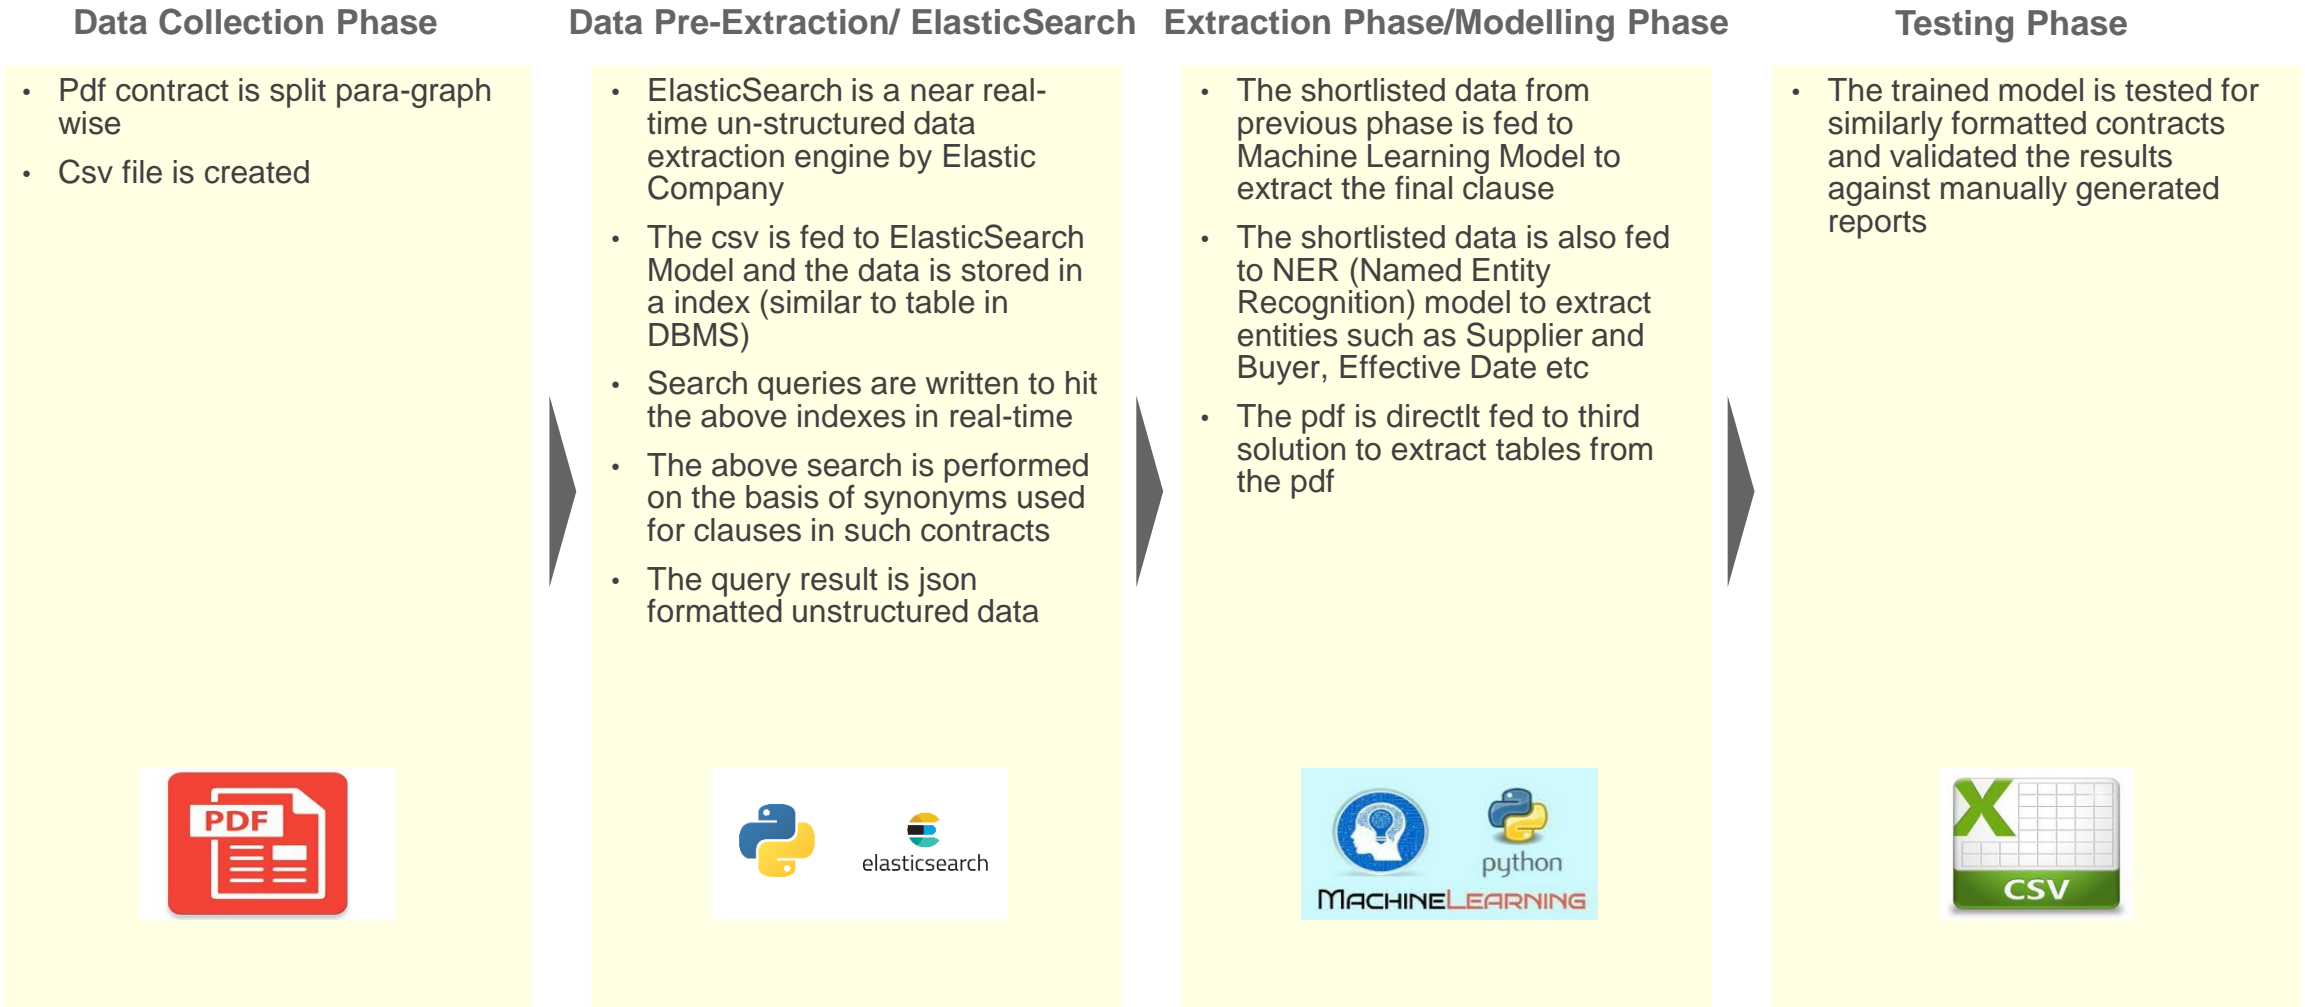 Data Collection Phase
• Pdf contract is split para-graph
wise
• Csv file is created
PDF
Data Pre-Extraction/ ElasticSearch
• ElasticSearch is a near real-
time un-structured data
extraction engine by Elastic
Company
• The csv is fed to ElasticSearch
Model and the data is stored in
a index (similar to table in
DBMS)
• Search queries are written to hit
the above indexes in real-time
• The above search is performed
on the basis of synonyms used
for clauses in such contracts
• The query result is json
formatted unstructured data
elasticsearch
Extraction Phase/Modelling Phase
• The shortlisted data from
previous phase is fed to
Machine Learning Model to
extract the final clause
• The shortlisted data is also fed
to NER (Named Entity
Recognition) model to extract
entities such as Supplier and
Buyer, Effective Date etc
• The pdf is directlt fed to third
solution to extract tables from
the pdf
python
MACHINELEARNING
Testing Phase
• The trained model is tested for
similarly formatted contracts
and validated the results
against manually generated
reports
X
CSV